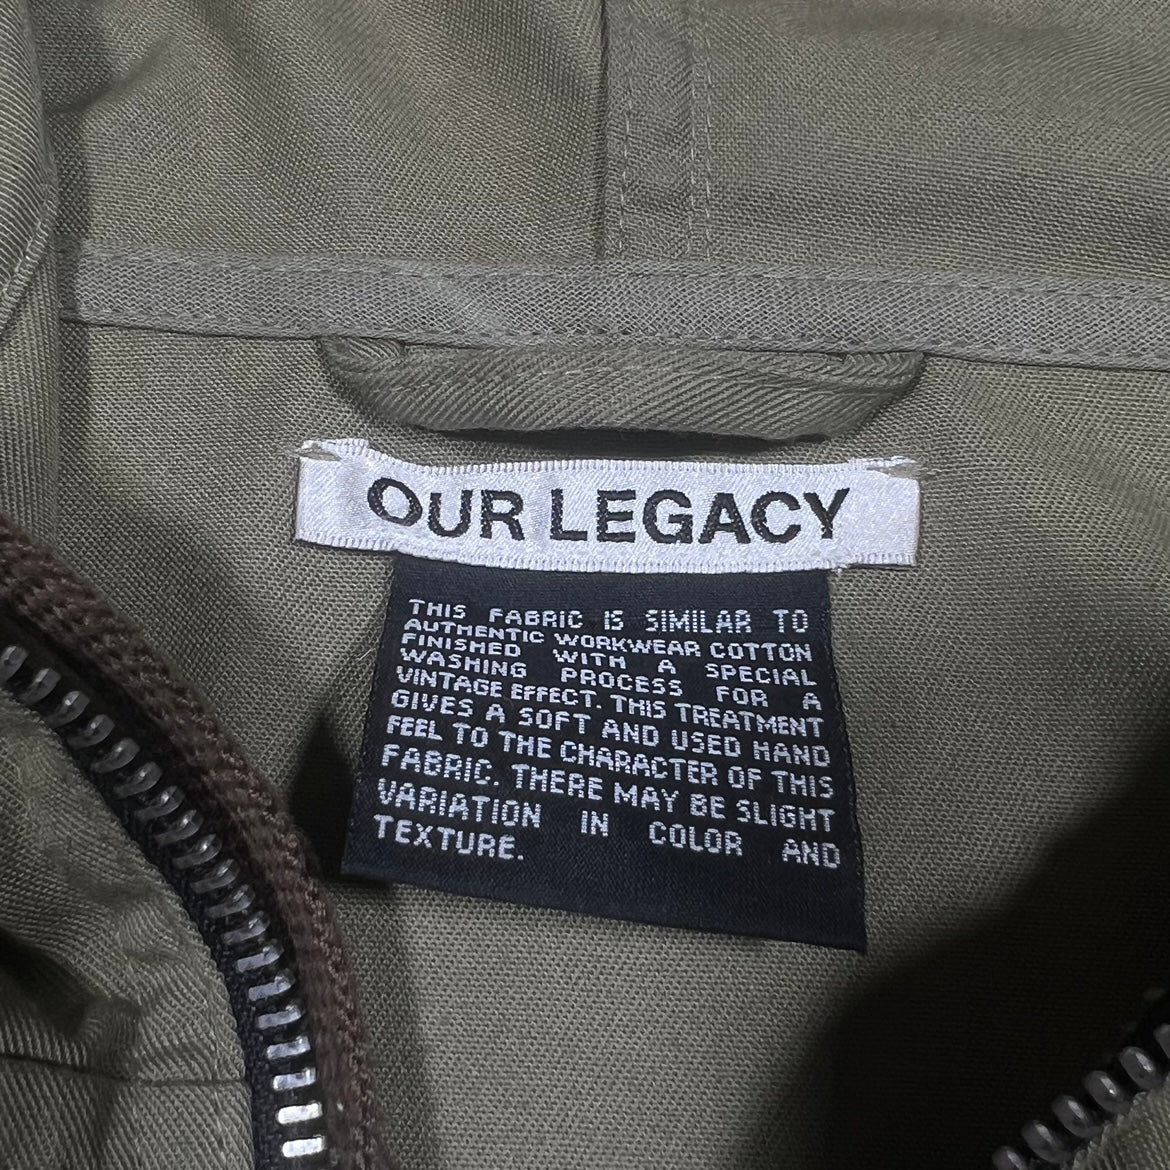 OUR LEGACY
THIS FABRIC IS SIMILAR TO
AUTHENTIC WORKWEAR COTTON
FINISHED WITH A SPECIAL
WASHING PROCESS FOR A
VINTAGE EFFECT. THIS TREATMENT
GIVES A SOFT AND USED HAND
FEEL TO THE CHARACTER OF THIS
FABRIC. THERE MAY BE SLIGHT
VARIATION IN COLOR AND
TEXTURE.